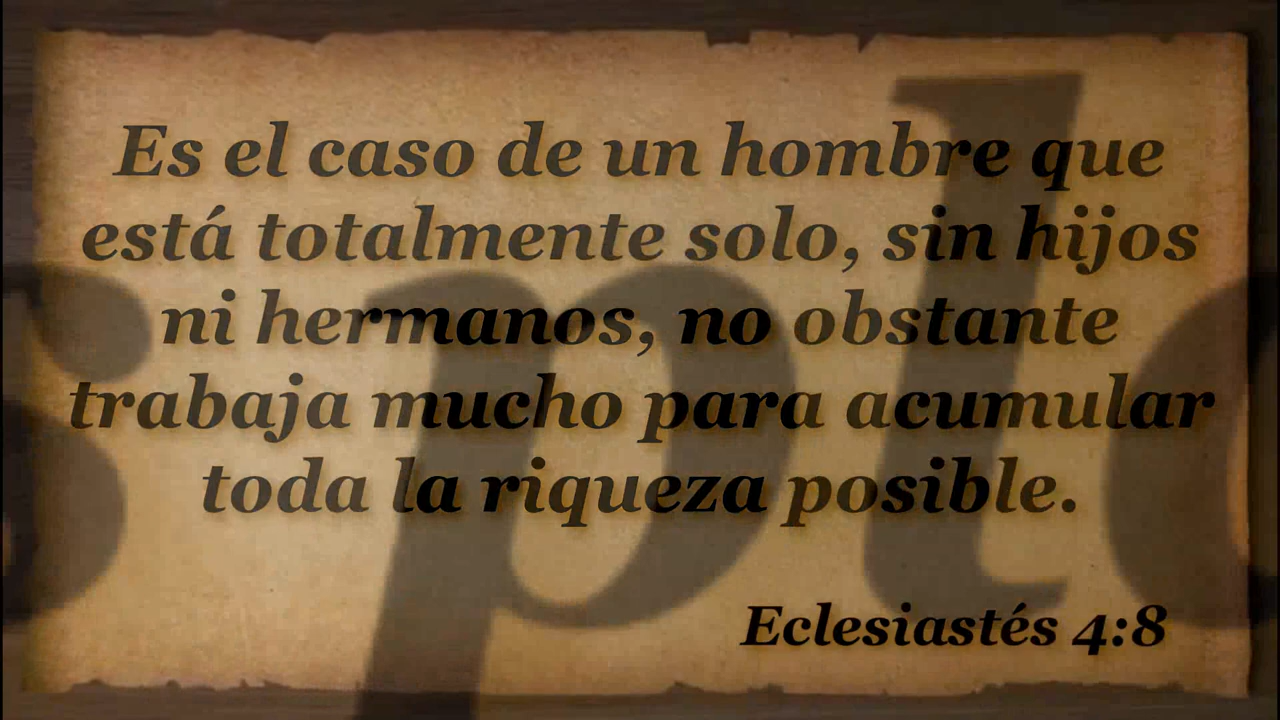 Es el caso de un hombre que
está totalmente solo, sin hijos
ni hermanos, no obstante
trabaja mucho para acumular
toda la riqueza posible.
Eclesiastés 4:8